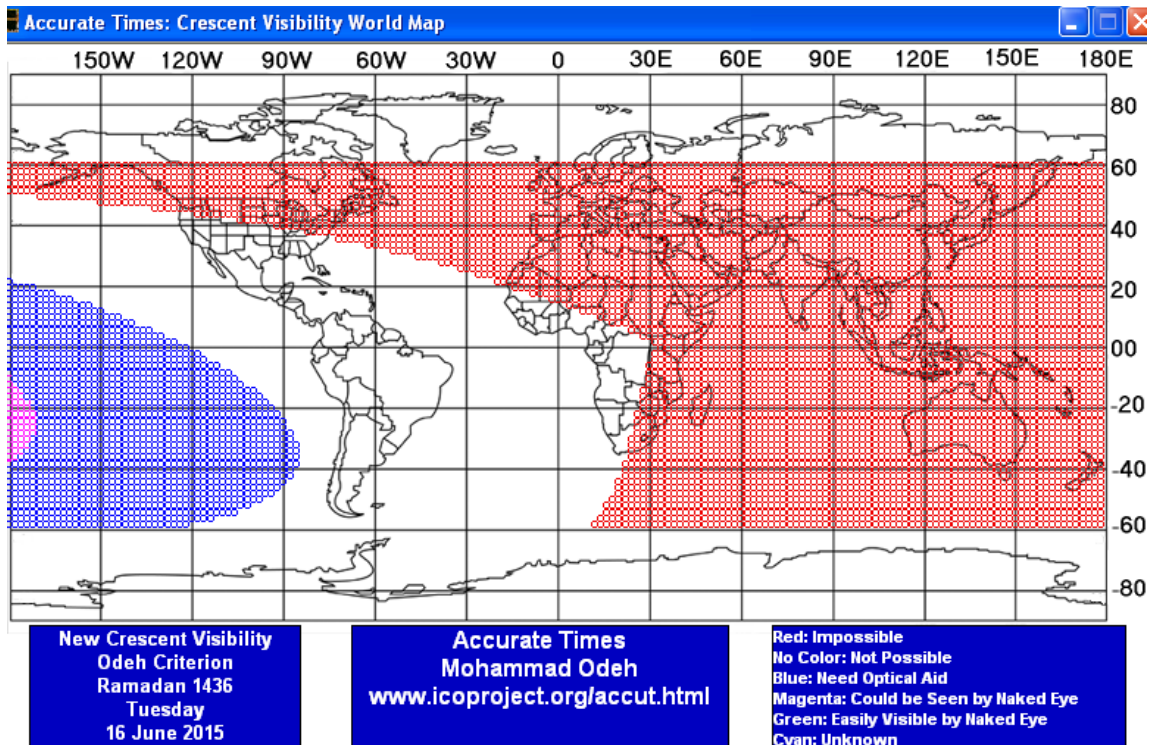 Accurate Times: Crescent Visibility World Map
150W 120W 90W 60W 30W 0 30E 60E 90E 120E 150E 180E
80
60
40
20
00
-20
-40
-60
-80
New Crescent Visibility
Odeh Criterion
Ramadan 1436
Tuesday
16 June 2015
Accurate Times
Mohammad Odeh
www.icoproject.org/accut.html
Red: Impossible
No Color: Not Possible
Blue: Need Optical Aid
Magenta: Could be Seen by Naked Eye
Green: Easily Visible by Naked Eye
Cyan: Unknown